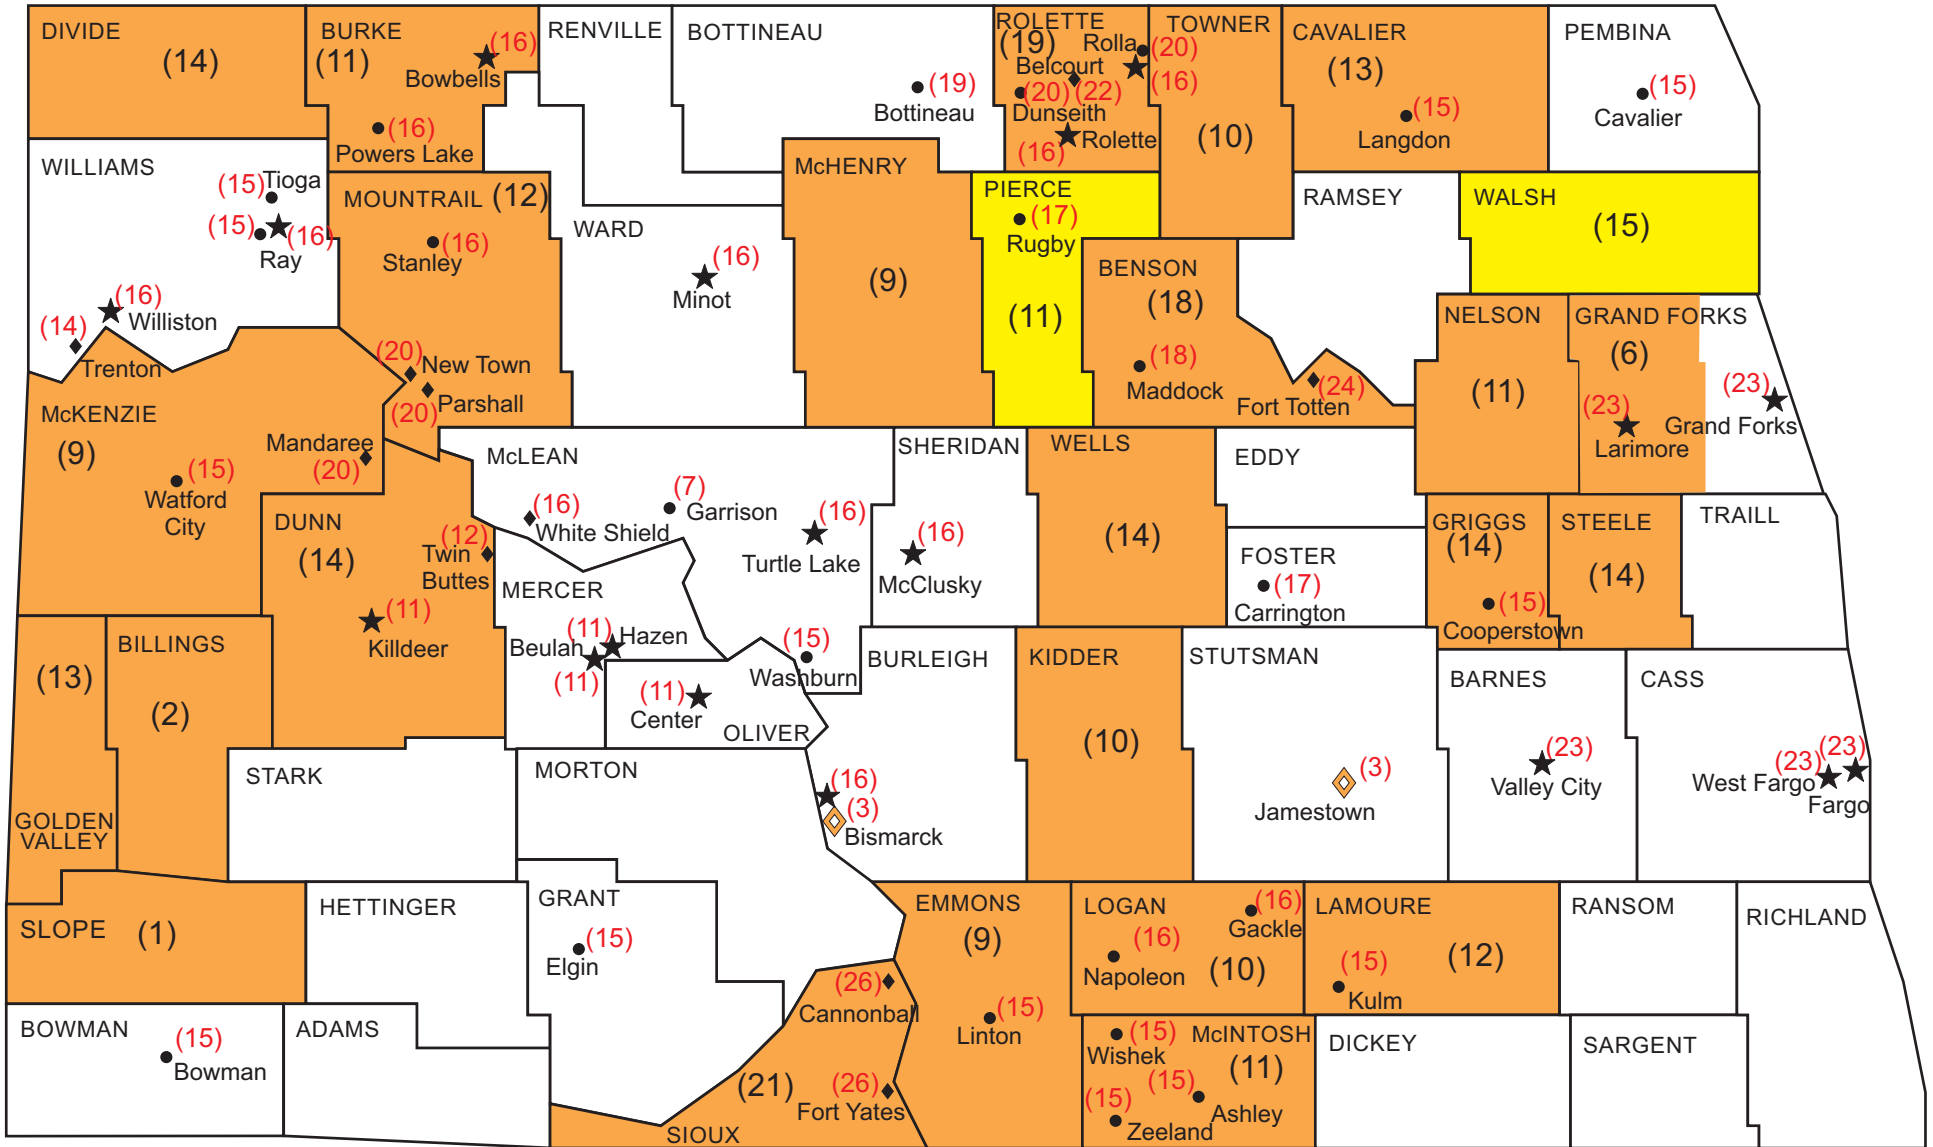 DIVIDE
(14)
BURKE
(11)
(16)
Bowbells
(16)
Powers Lake
RENVILLE
BOTTINEAU
(19)
Bottineau
ROLETTE
(19)
Rolla
(20)
Belcourt
(16)
(20)
(22)
Dunseith
Rolette
(16)
TOWNER
(10)
CAVALIER
(13)
(15)
Langdon
PEMBINA
(15)
Cavalier
WILLIAMS
Tioga
(15)
(15)
(16)
Ray
(16)
Williston
(14)
Trenton
MOUNTRAIL
(12)
(16)
Stanley
(20)
New Town
Parshall
(20)
WARD
(16)
Minot
McHENRY
(9)
PIERCE
(17)
Rugby
(11)
BENSON
(18)
(18)
Maddock
(24)
Fort Totten
RAMSEY
WALSH
(15)
NELSON
(11)
GRAND FORKS
(6)
(23)
Larimore
(23)
Grand Forks
McKENZIE
(9)
Mandaree
(20)
(15)
Watford
City
DUNN
(14)
(12)
Twin
Buttes
(11)
Killdeer
McLEAN
(16)
White Shield
(7)
Garrison
(16)
Turtle Lake
(15)
Washburn
SHERIDAN
(16)
McClusky
WELLS
(14)
EDDY
FOSTER
(17)
Carrington
GRIGGS
(14)
(15)
Cooperstown
STEELE
(14)
TRAILL
MERCER
(11)
Hazen
Beulah
(11)
(11)
Center
OLIVER
(13)
GOLDEN
VALLEY
BILLINGS
(2)
STARK
MORTON
BURLEIGH
(16)
(3)
Bismarck
KIDDER
(10)
STUTSMAN
(3)
Jamestown
BARNES
(23)
Valley City
CASS
(23)
(23)
West Fargo
Fargo
SLOPE
(1)
HETTINGER
GRANT
(15)
Elgin
EMMONS
(9)
(15)
Linton
LOGAN
(16)
Gackle
(16)
Napoleon
(10)
LAMOURE
(12)
(15)
Kulm
RANSOM
RICHLAND
BOWMAN
(15)
Bowman
ADAMS
(26)
Cannonball
(21)
(26)
Fort Yates
SIOUX
McINTOSH
(11)
(15)
Wishek
(15)
Ashley
(15)
Zeeland
DICKEY
SARGENT